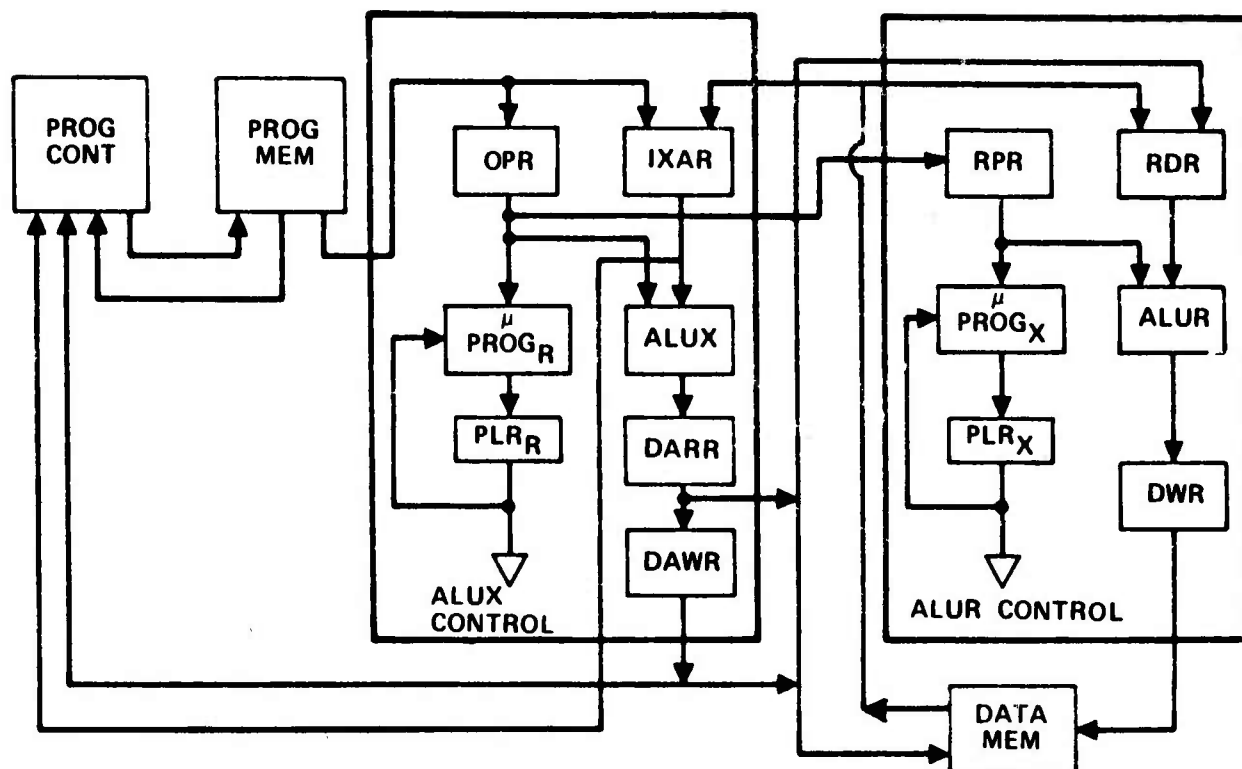 PROG
CONT
PROG
MEM
OPR
IXAR
μ
PROG_R
ALUX
PLR_R
DARR
DAWR
ALUX
CONTROL
RPR
RDR
μ
PROG_X
ALUR
PLR_X
DWR
ALUR CONTROL
DATA
MEM